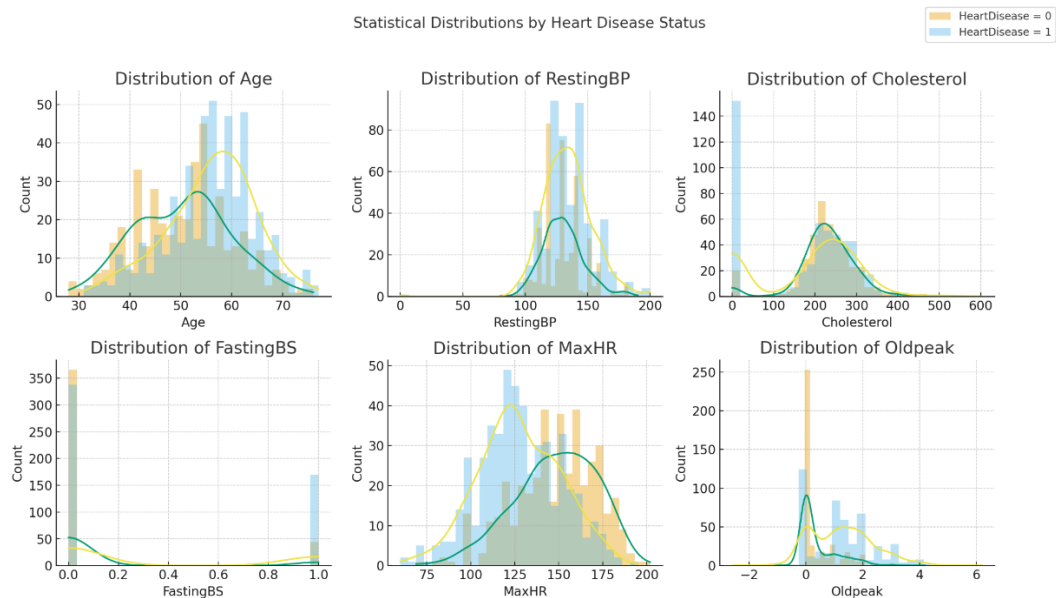 Statistical Distributions by Heart Disease Status
HeartDisease = 0
HeartDisease = 1
Distribution of Age
50
40
30
20
10
0
Count
30 40 50 60 70
Age
Distribution of RestingBP
80
60
40
20
0
Count
0 50 100 150 200
RestingBP
Distribution of Cholesterol
140
120
100
80
60
40
20
0
Count
0 100 200 300 400 500 600
Cholesterol
Distribution of FastingBS
350
300
250
200
150
100
50
0
Count
0.0 0.2 0.4 0.6 0.8 1.0
FastingBS
Distribution of MaxHR
50
40
30
20
10
0
Count
75 100 125 150 175 200
MaxHR
Distribution of Oldpeak
250
200
150
100
50
0
Count
−2 0 2 4 6
Oldpeak